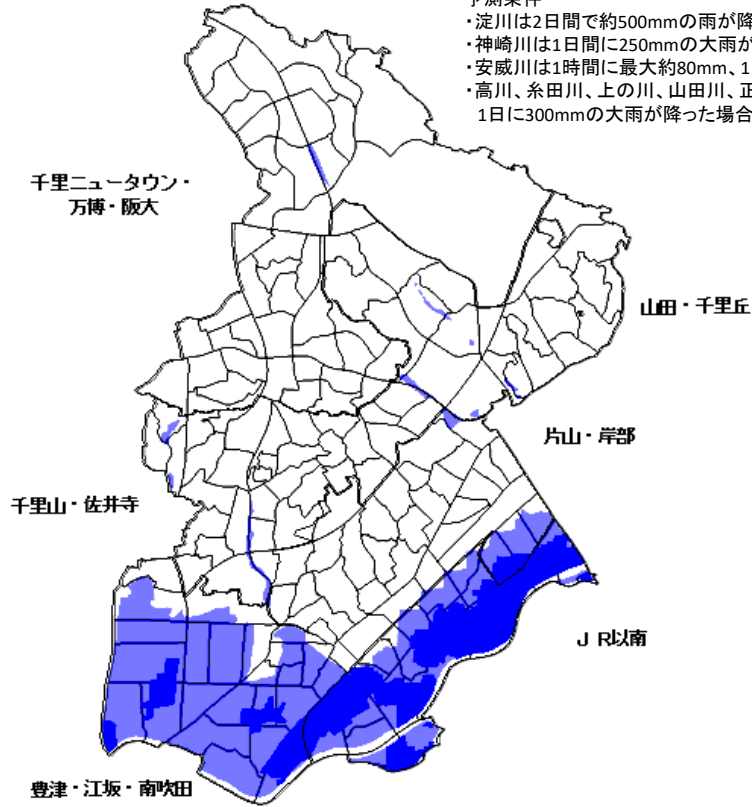 予測条件
・淀川は2日間で約500mmの雨が降
・神崎川は1日間に250mmの大雨が
・安威川は1時間に最大約80mm、1
・高川、糸田川、上の川、山田川、正
1日に300mmの大雨が降った場合
千里ニュータウン・
万博・阪大
山田・千里丘
片山・岸部
千里山・佐井寺
JR以南
豊津・江坂・南吹田